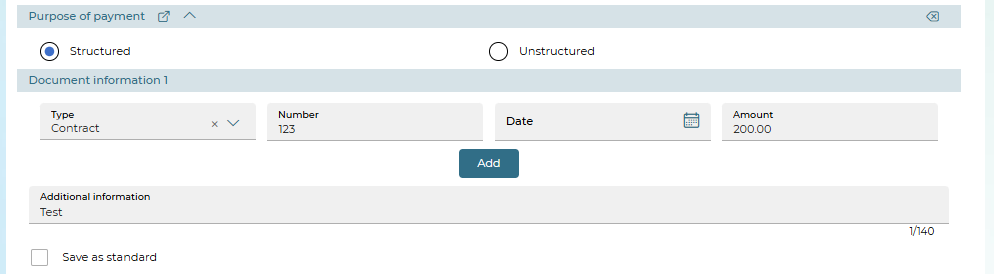 Purpose of payment
Structured
Unstructured
Document information 1
Type
Contract
Number
123
Date
Amount
200.00
Add
Additional information
Test
1/140
Save as standard